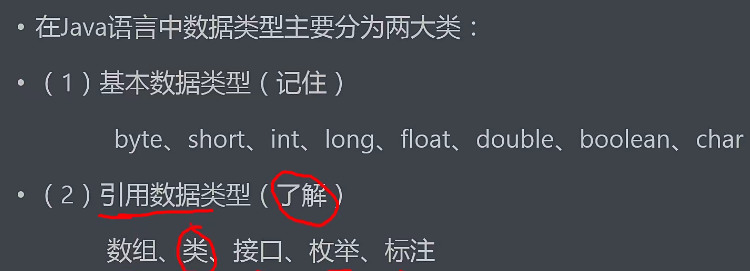 • 在Java语言中数据类型主要分为两大类：
• （1）基本数据类型（记住）
byte、short、int、long、float、double、boolean、char
• （2）引用数据类型（了解）
数组、类、接口、枚举、标注